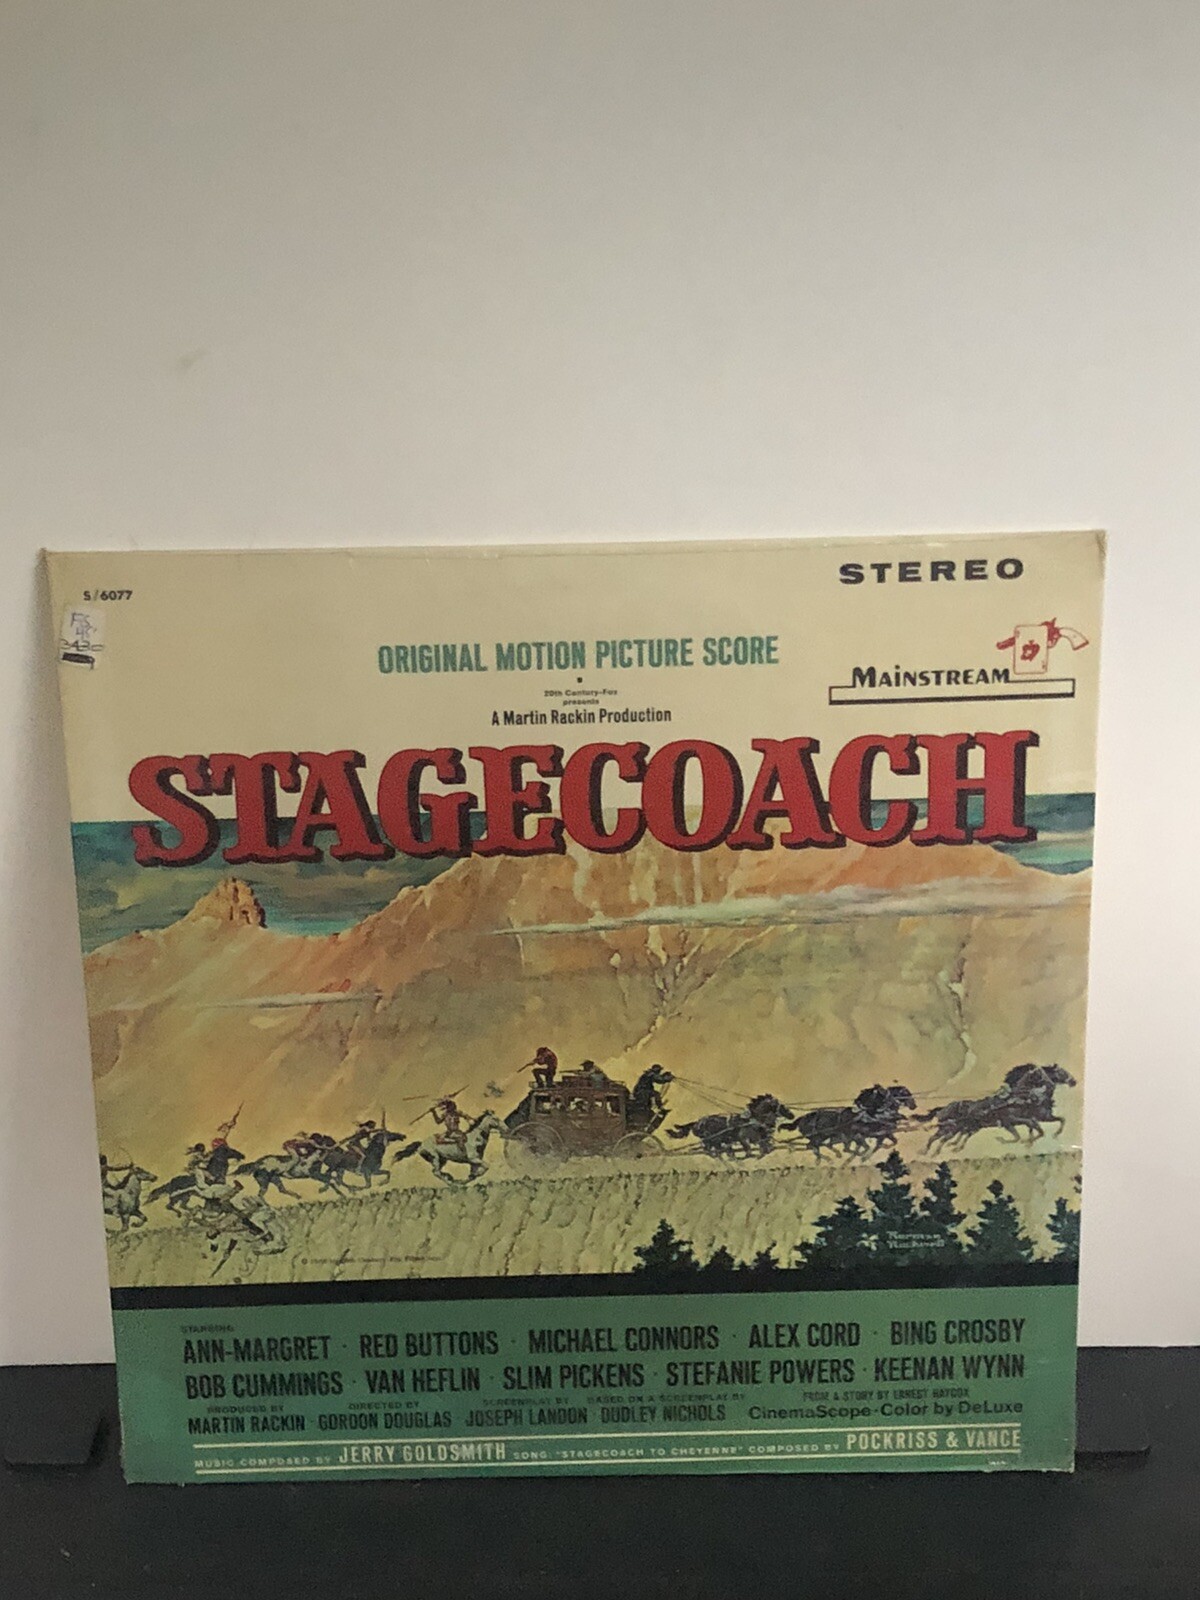 STEREO
S/6077
ORIGINAL MOTION PICTURE SCORE
MAiNSTREAM
20th Century-Fox
presents
A Martin Rackin Production
STAGECOACH
Norman
Rockwell
STARRING
ANN-MARGRET · RED BUTTONS · MICHAEL CONNORS · ALEX CORD · BING CROSBY
BOB CUMMINGS · VAN HEFLIN · SLIM PICKENS · STEFANIE POWERS · KEENAN WYNN
PRODUCED BY DIRECTED BY SCREENPLAY BY BASED ON A SCREENPLAY BY FROM A STORY BY ERNEST HAYCOX
MARTIN RACKIN · GORDON DOUGLAS JOSEPH LANDON · DUDLEY NICHOLS CinemaScope·Color by DeLuxe
MUSIC COMPOSED BY JERRY GOLDSMITH SONG: "STAGECOACH TO CHEYENNE" COMPOSED BY POCKRISS & VANCE